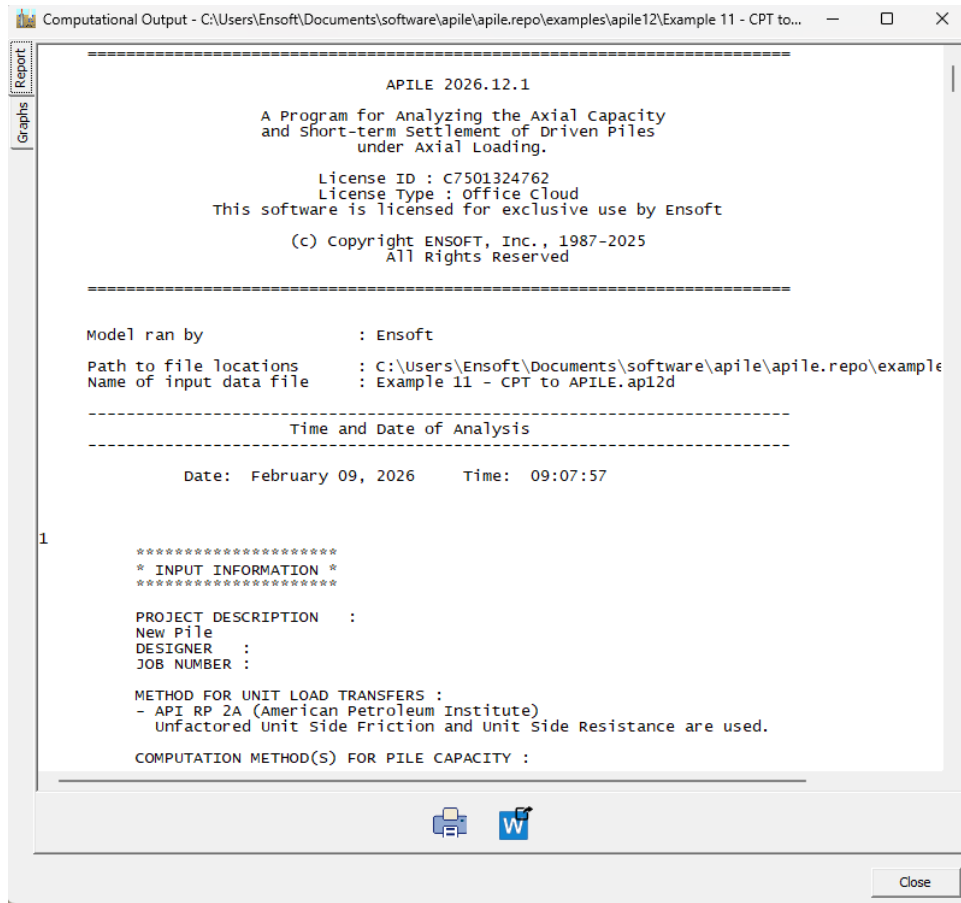 Computational Output - C:\Users\Ensoft\Documents\software\apile\apile.repo\examples\apile12\Example 11 - CPT to...
Report
Graphs
=========================================================================
APILE 2026.12.1
A Program for Analyzing the Axial Capacity
and Short-term Settlement of Driven Piles
under Axial Loading.
License ID : C7501324762
License Type : Office Cloud
This software is licensed for exclusive use by Ensoft
(c) Copyright ENSOFT, Inc., 1987-2025
All Rights Reserved
=========================================================================
Model ran by : Ensoft
Path to file locations : C:\Users\Ensoft\Documents\software\apile\apile.repo\example
Name of input data file : Example 11 - CPT to APILE.ap12d
-------------------------------------------------------------------------
Time and Date of Analysis
-------------------------------------------------------------------------
Date: February 09, 2026 Time: 09:07:57
1
*********************
* INPUT INFORMATION *
*********************
PROJECT DESCRIPTION :
New Pile
DESIGNER :
JOB NUMBER :
METHOD FOR UNIT LOAD TRANSFERS :
- API RP 2A (American Petroleum Institute)
Unfactored Unit Side Friction and Unit Side Resistance are used.
COMPUTATION METHOD(S) FOR PILE CAPACITY :
W
Close